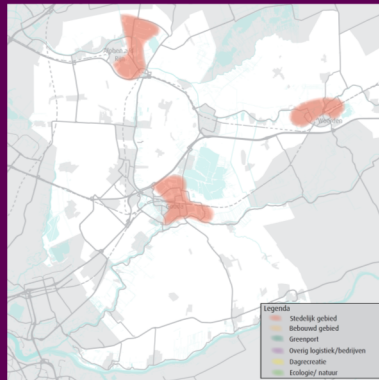 Legenda
Stedelijk gebied
Bebouwd gebied
Greenport
Overig logistiek/bedrijven
Dagrecreatie
Ecologie/ natuur